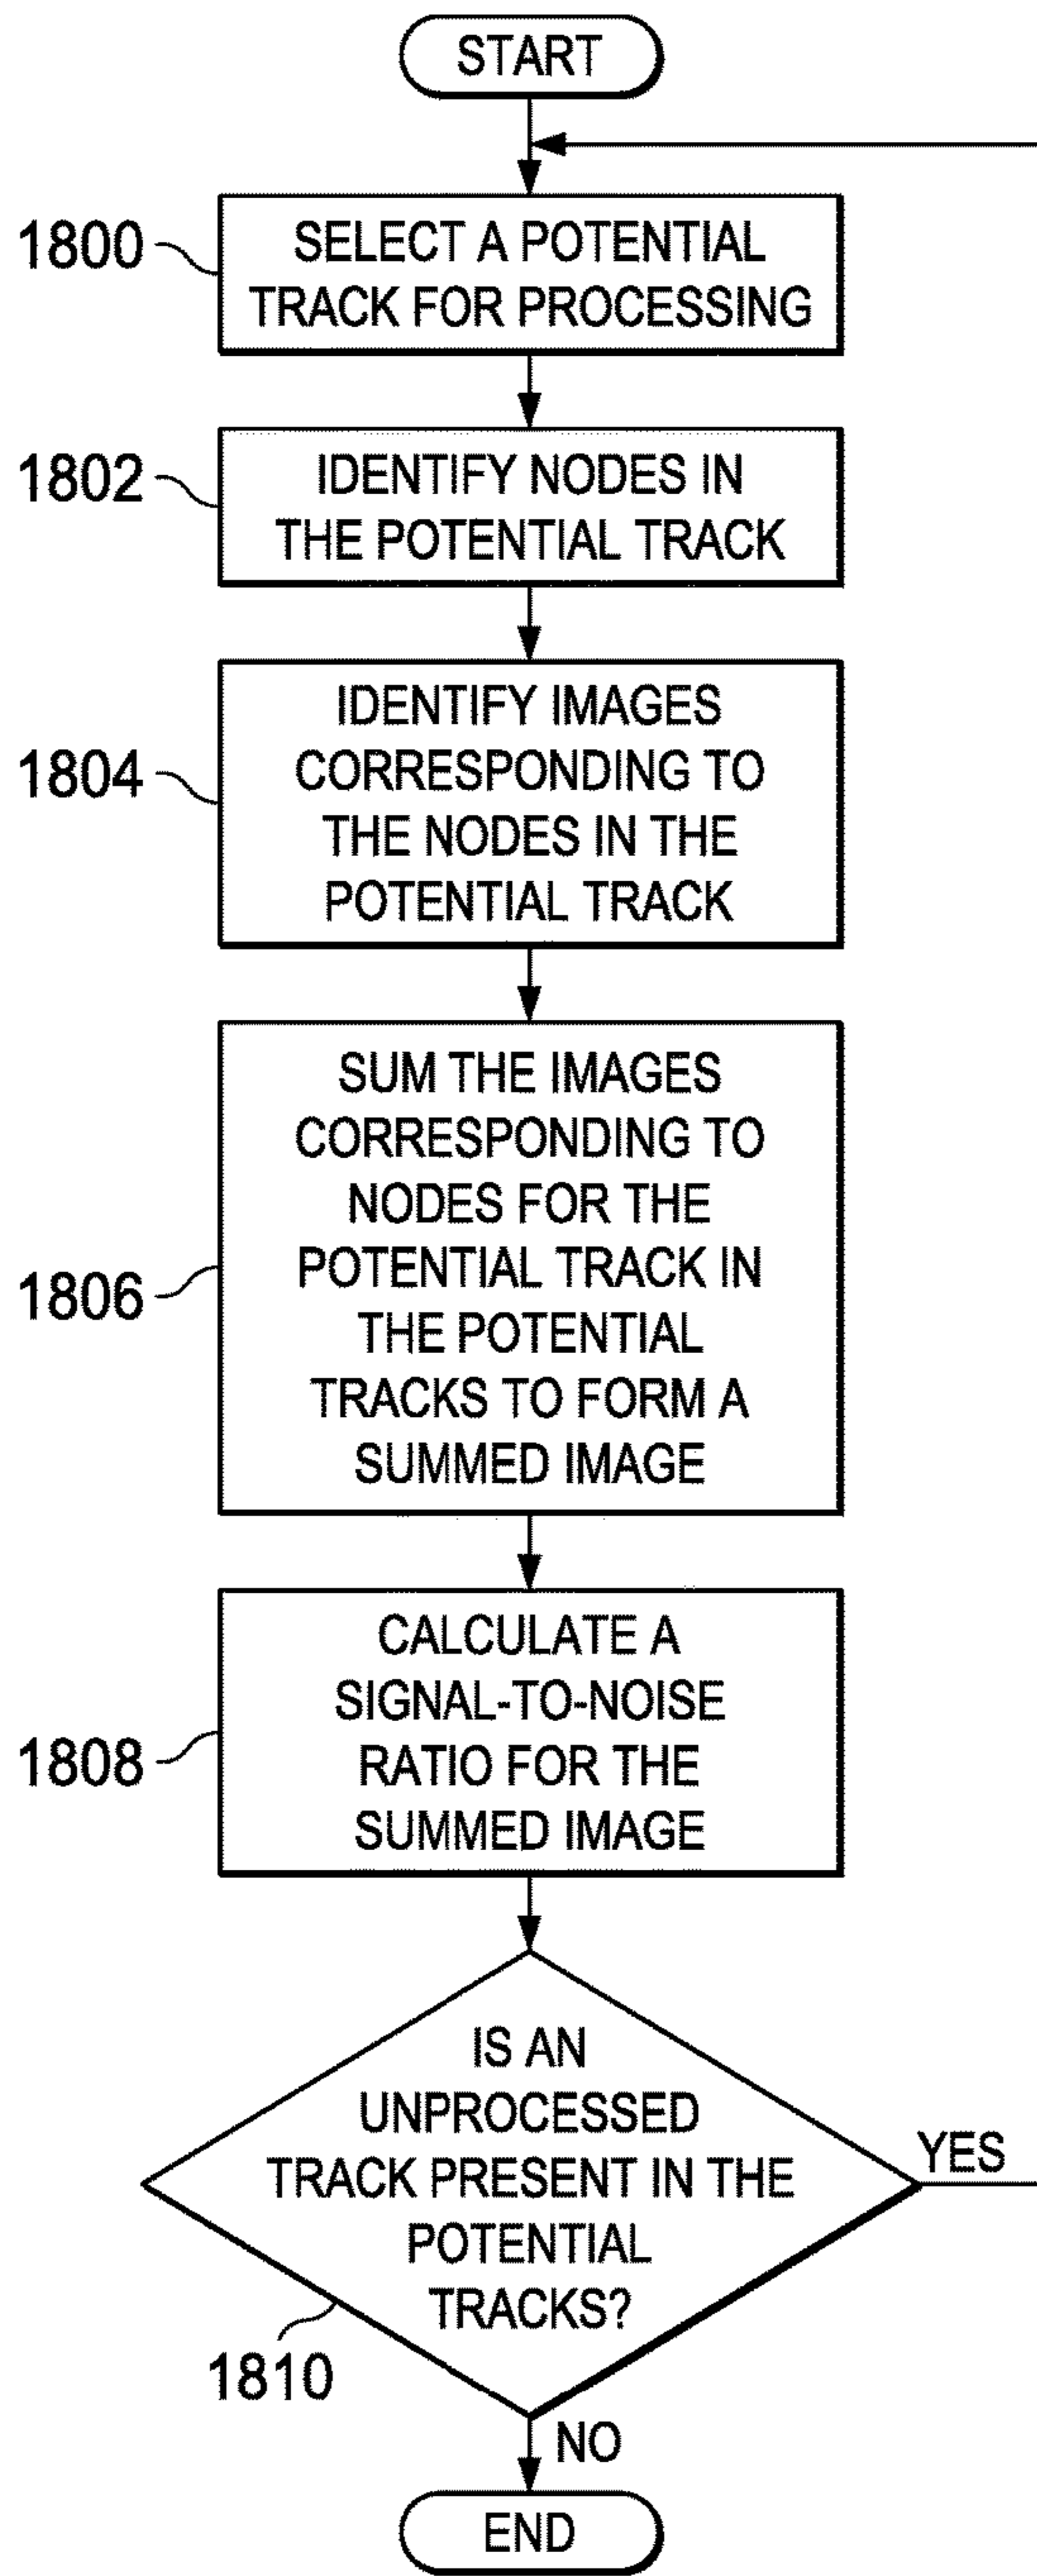 START
1800
SELECT A POTENTIAL
TRACK FOR PROCESSING
1802
IDENTIFY NODES IN
THE POTENTIAL TRACK
1804
IDENTIFY IMAGES
CORRESPONDING TO
THE NODES IN THE
POTENTIAL TRACK
1806
SUM THE IMAGES
CORRESPONDING TO
NODES FOR THE
POTENTIAL TRACK IN
THE POTENTIAL
TRACKS TO FORM A
SUMMED IMAGE
1808
CALCULATE A
SIGNAL-TO-NOISE
RATIO FOR THE
SUMMED IMAGE
IS AN
UNPROCESSED
TRACK PRESENT IN THE
POTENTIAL
TRACKS?
YES
1810
NO
END